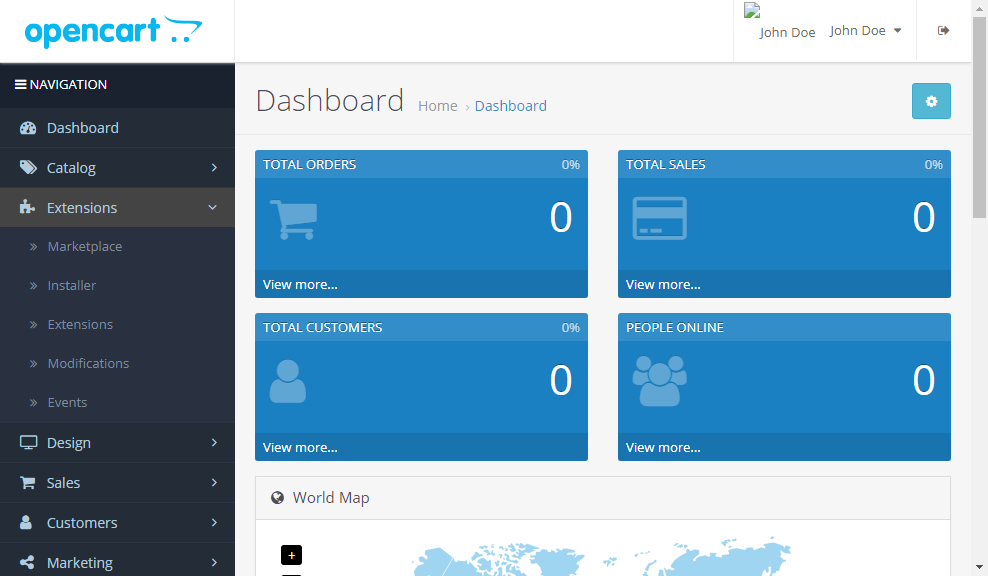 opencart
John Doe
John Doe
NAVIGATION
Dashboard
Catalog
Extensions
Marketplace
Installer
Extensions
Modifications
Events
Design
Sales
Customers
Marketing
Dashboard
Home › Dashboard
TOTAL ORDERS 0%
0
View more...
TOTAL SALES 0%
0
View more...
TOTAL CUSTOMERS 0%
0
View more...
PEOPLE ONLINE
0
View more...
World Map
+